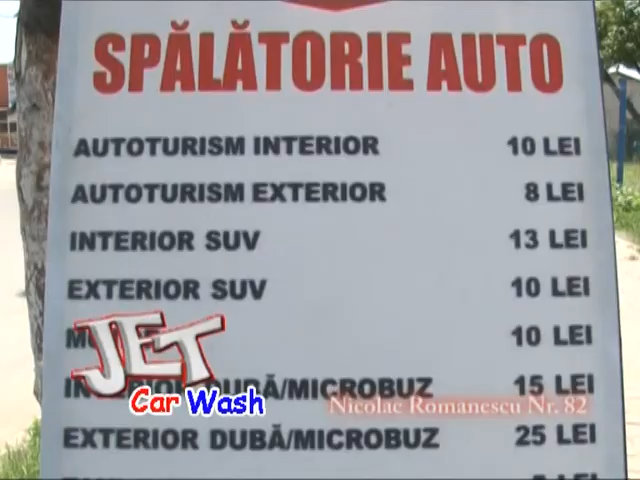 SPĂLĂTORIE AUTO
AUTOTURISM INTERIOR 10 LEI
AUTOTURISM EXTERIOR 8 LEI
INTERIOR SUV 13 LEI
EXTERIOR SUV 10 LEI
10 LEI
INTERIOR DUBĂ/MICROBUZ 15 LEI
EXTERIOR DUBĂ/MICROBUZ 25 LEI
JET
Car Wash
Nicolae Romanescu Nr. 82